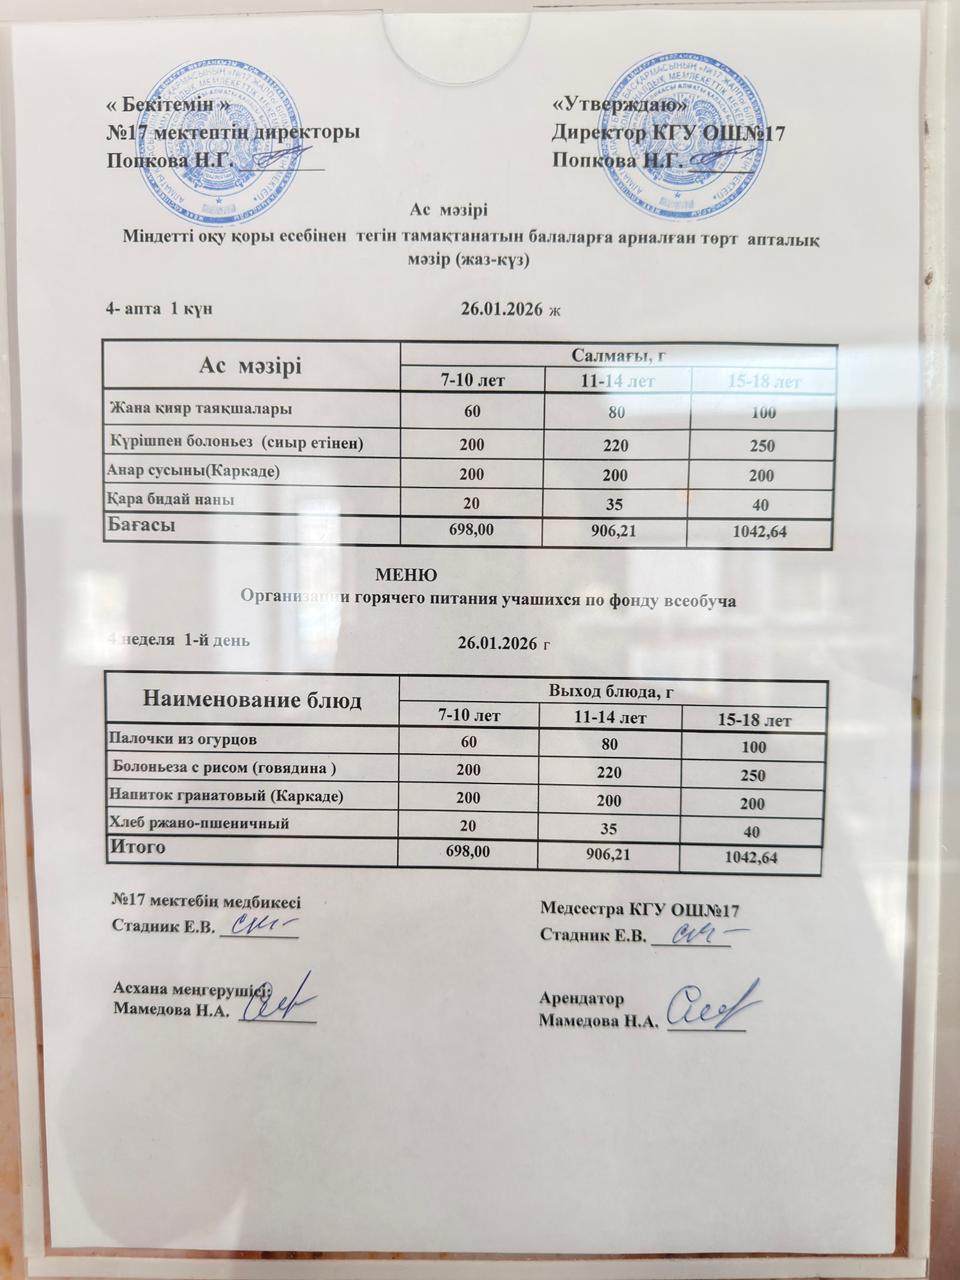 « Бекітемін »
№17 мектептің директоры
Попкова Н.Г.
«Утверждаю»
Директор КГУ ОШ№17
Попкова Н.Г.
Ас мәзірі
Міндетті оқу қоры есебінен тегін тамақтанатын балаларға арналған төрт апталық
мәзір (жаз-күз)
4- апта 1 күн 26.01.2026 ж
Ас мәзірі Салмағы, г
7-10 лет 11-14 лет 15-18 лет
Жана қияр таяқшалары 60 80 100
Күрішпен болоньез (сиыр етінен) 200 220 250
Анар сусыны(Каркаде) 200 200 200
Қара бидай наны 20 35 40
Бағасы 698,00 906,21 1042,64
МЕНЮ
Организации горячего питания учашихся по фонду всеобуча
4 неделя 1-й день 26.01.2026 г
Наименование блюд Выход блюда, г
7-10 лет 11-14 лет 15-18 лет
Палочки из огурцов 60 80 100
Болоньеза с рисом (говядина ) 200 220 250
Напиток гранатовый (Каркаде) 200 200 200
Хлеб ржано-пшеничный 20 35 40
Итого 698,00 906,21 1042,64
№17 мектебің медбикесі
Стадник Е.В.
Медсестра КГУ ОШ№17
Стадник Е.В.
Асхана меңгерушісі:
Мамедова Н.А.
Арендатор
Мамедова Н.А.